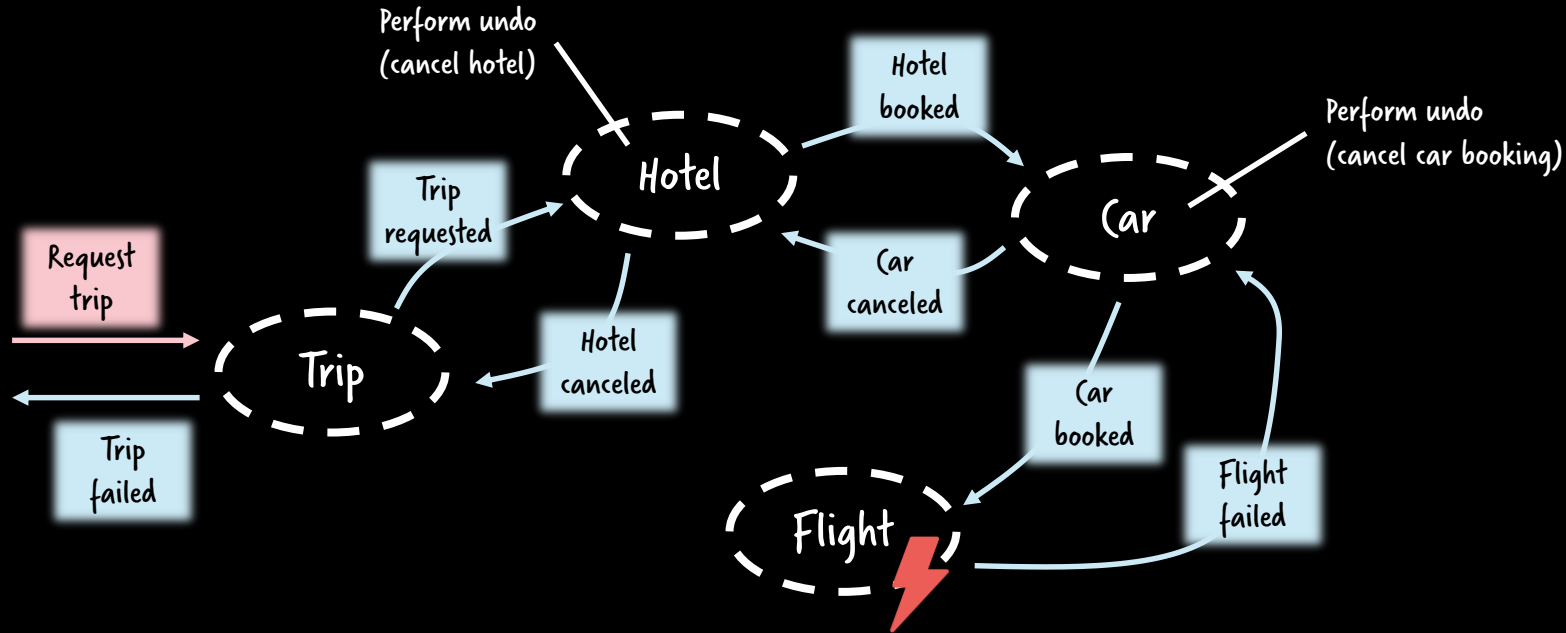 Perform undo
(cancel hotel)
Hotel
booked
Perform undo
(cancel car booking)
Trip
requested
Hotel
Car
Request
trip
Car
canceled
Hotel
canceled
Trip
Car
booked
Trip
failed
Flight
Flight
failed